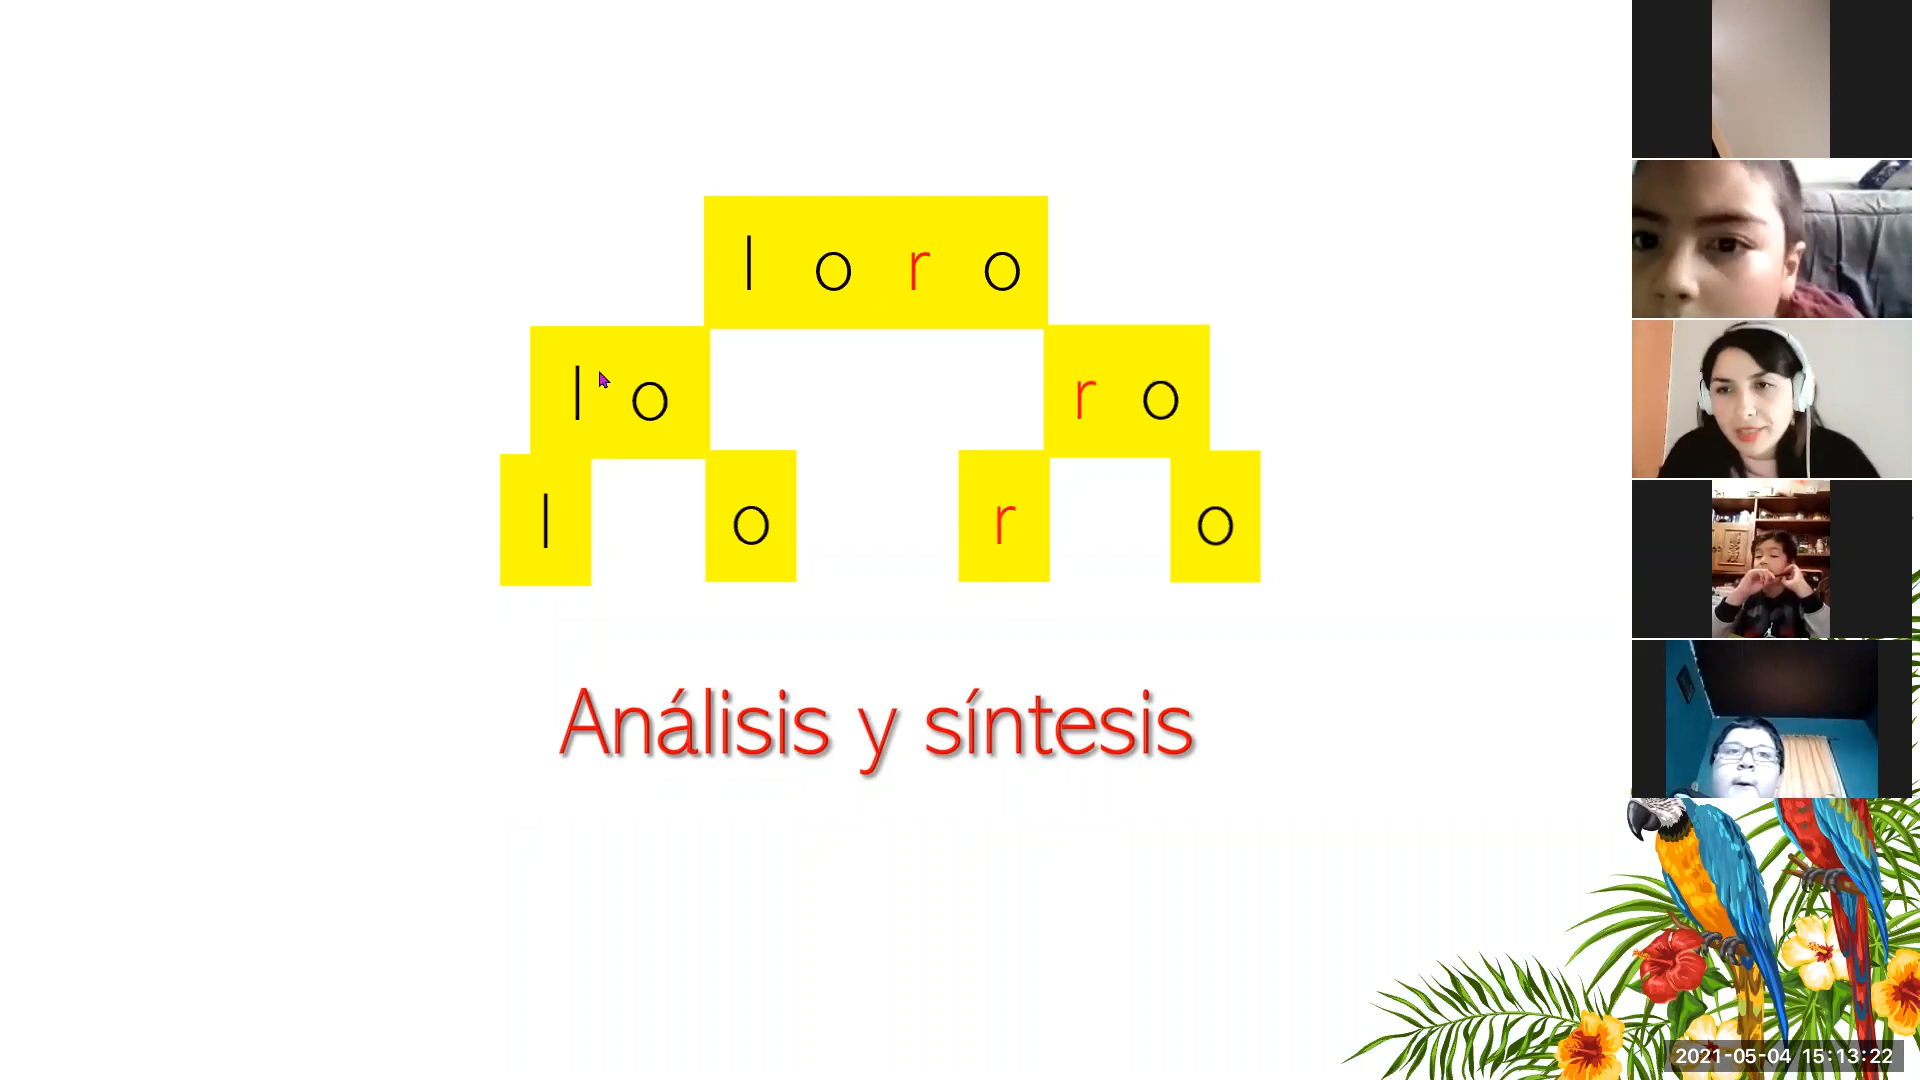 l o r o
l o r o
l o r o
Análisis y síntesis
2021-05-04 15:13:22